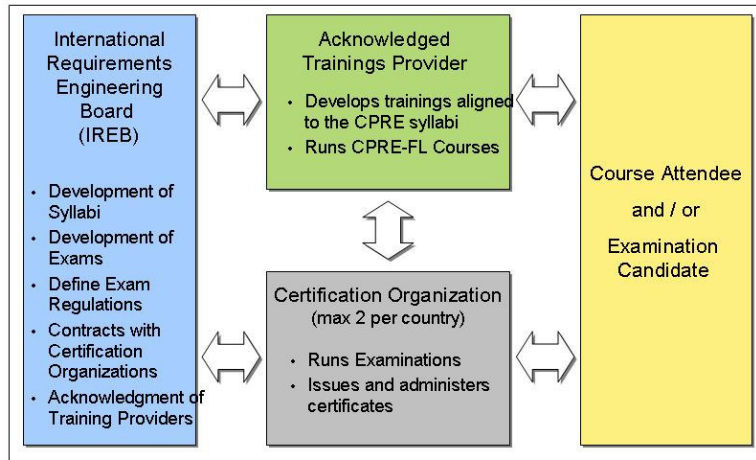 International
Requirements
Engineering
Board
(IREB)
• Development of
Syllabi
• Development of
Exams
• Define Exam
Regulations
• Contracts with
Certification
Organizations
• Acknowledgment of
Training Providers
Acknowledged
Trainings Provider
• Develops trainings aligned
to the CPRE syllabi
• Runs CPRE-FL Courses
Certification Organization
(max 2 per country)
• Runs Examinations
• Issues and administers
certificates
Course Attendee
and / or
Examination
Candidate